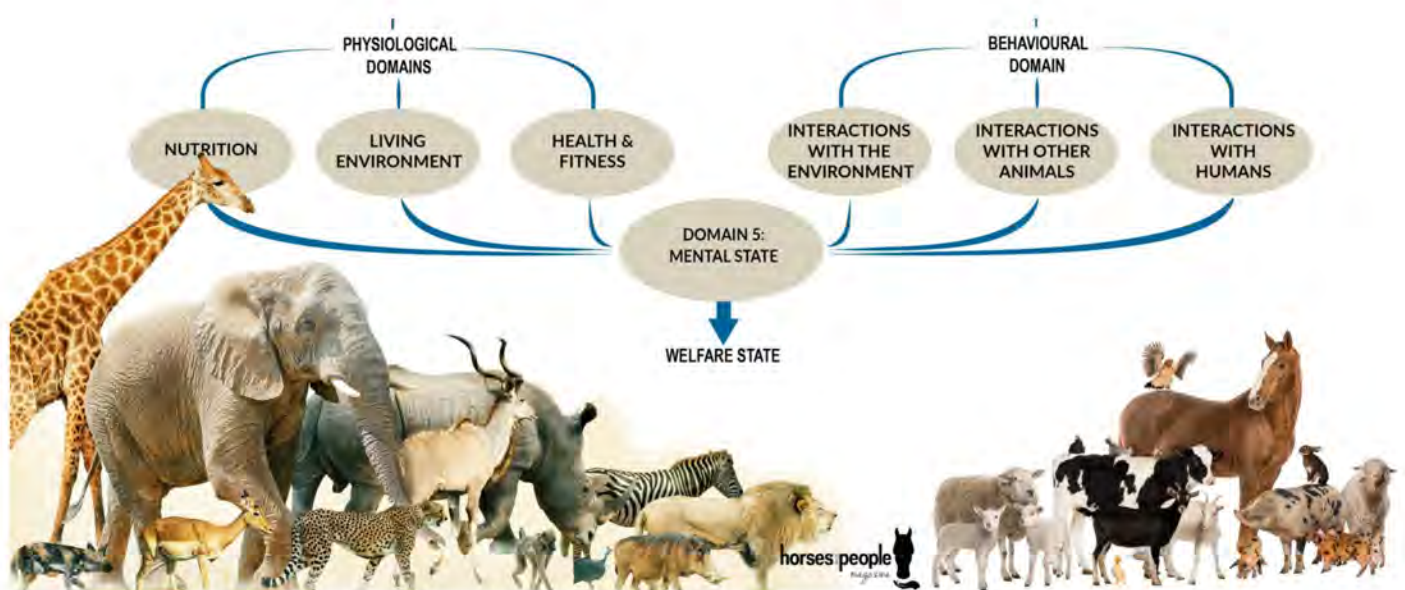 PHYSIOLOGICAL
DOMAINS
BEHAVIOURAL
DOMAIN
NUTRITION
LIVING
ENVIRONMENT
HEALTH &
FITNESS
INTERACTIONS
WITH THE
ENVIRONMENT
INTERACTIONS
WITH OTHER
ANIMALS
INTERACTIONS
WITH
HUMANS
DOMAIN 5:
MENTAL STATE
WELFARE STATE
horses people
magazine